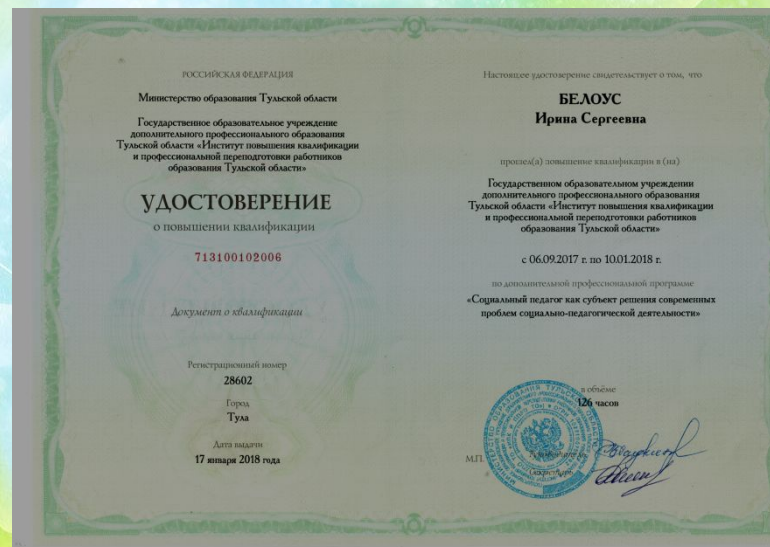 РОССИЙСКАЯ ФЕДЕРАЦИЯ
Министерство образования Тульской области
Государственное образовательное учреждение
дополнительного профессионального образования
Тульской области «Институт повышения квалификации
и профессиональной переподготовки работников
образования Тульской области»
УДОСТОВЕРЕНИЕ
о повышении квалификации
713100102006
Документ о квалификации
Регистрационный номер
28602
Город
Тула
Дата выдачи
17 января 2018 года
Настоящее удостоверение свидетельствует о том, что
БЕЛОУС
Ирина Сергеевна
прошел(а) повышение квалификации в (на)
Государственном образовательном учреждении
дополнительного профессионального образования
Тульской области «Институт повышения квалификации
и профессиональной переподготовки работников
образования Тульской области»
с 06.09.2017 г. по 10.01.2018 г.
по дополнительной профессиональной программе
«Социальный педагог как субъект решения современных
проблем социально-педагогической деятельности»
в объёме
126 часов
М.П.
Руководитель
Секретарь